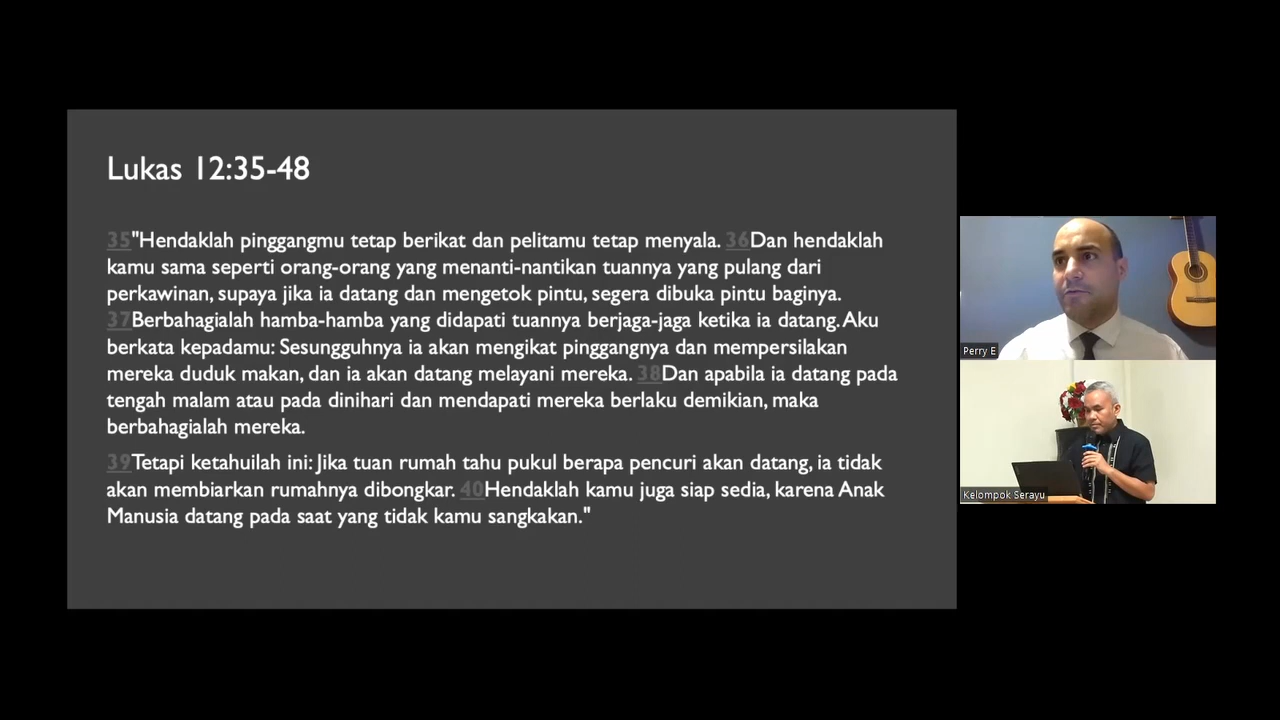 Lukas 12:35-48
35"Hendaklah pinggangmu tetap berikat dan pelitamu tetap menyala. 36Dan hendaklah
kamu sama seperti orang-orang yang menanti-nantikan tuannya yang pulang dari
perkawinan, supaya jika ia datang dan mengetok pintu, segera dibuka pintu baginya.
37Berbahagialah hamba-hamba yang didapati tuannya berjaga-jaga ketika ia datang. Aku
berkata kepadamu: Sesungguhnya ia akan mengikat pinggangnya dan mempersilakan
mereka duduk makan, dan ia akan datang melayani mereka. 38Dan apabila ia datang pada
tengah malam atau pada dinihari dan mendapati mereka berlaku demikian, maka
berbahagialah mereka.
39Tetapi ketahuilah ini: Jika tuan rumah tahu pukul berapa pencuri akan datang, ia tidak
akan membiarkan rumahnya dibongkar. 40Hendaklah kamu juga siap sedia, karena Anak
Manusia datang pada saat yang tidak kamu sangkakan."
Perry E
Kelompok Serayu